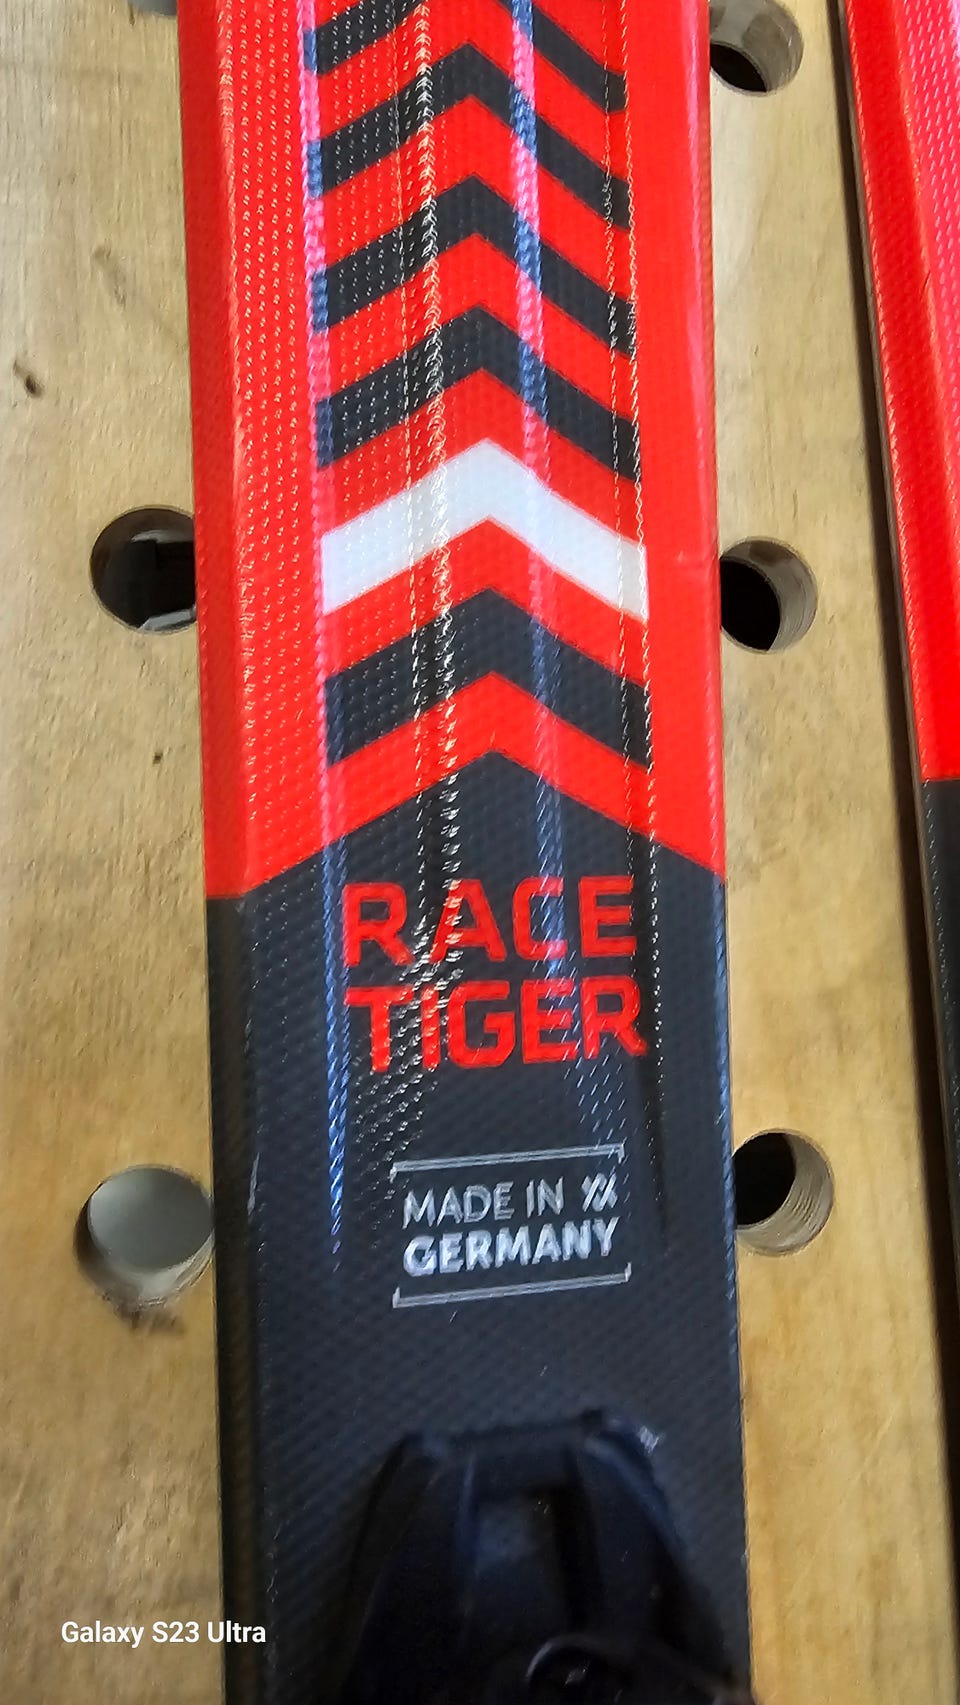 RACE
TIGER
MADE IN
GERMANY
Galaxy S23 Ultra